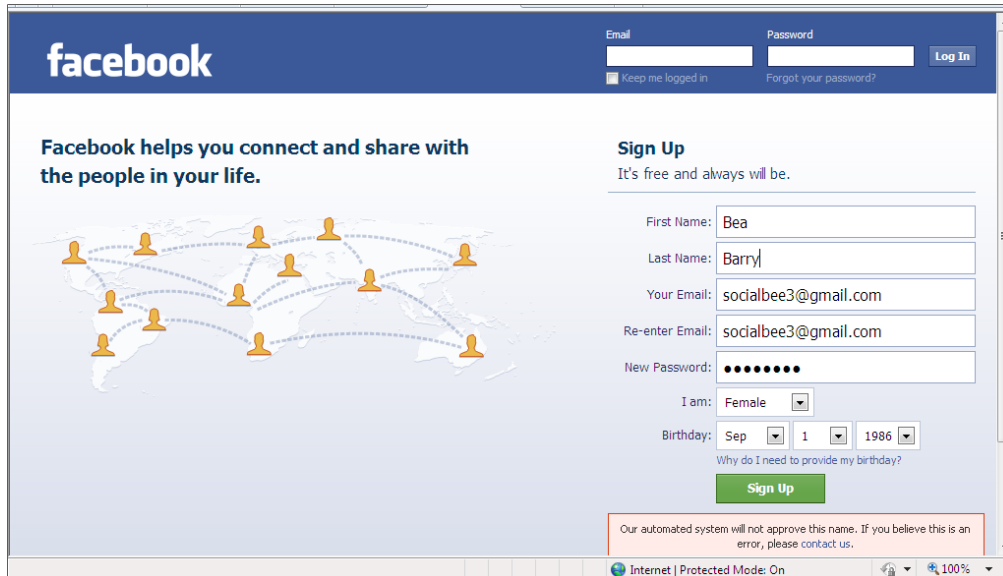 Email Password
facebook
Log In
Keep me logged in Forgot your password?
Facebook helps you connect and share with
the people in your life.
Sign Up
It's free and always will be.
First Name: Bea
Last Name: Barry
Your Email: socialbee3@gmail.com
Re-enter Email: socialbee3@gmail.com
New Password: ●●●●●●●●
I am: Female
Birthday: Sep 1 1986
Why do I need to provide my birthday?
Sign Up
Our automated system will not approve this name. If you believe this is an
error, please contact us.
Internet | Protected Mode: On 100%